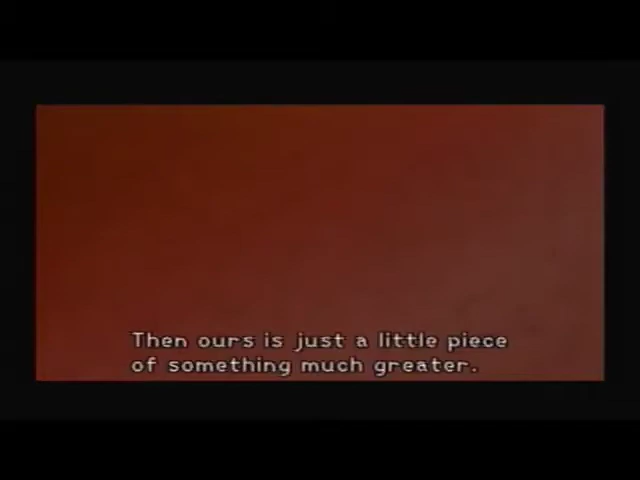 Then ours is just a little piece
of something much greater.